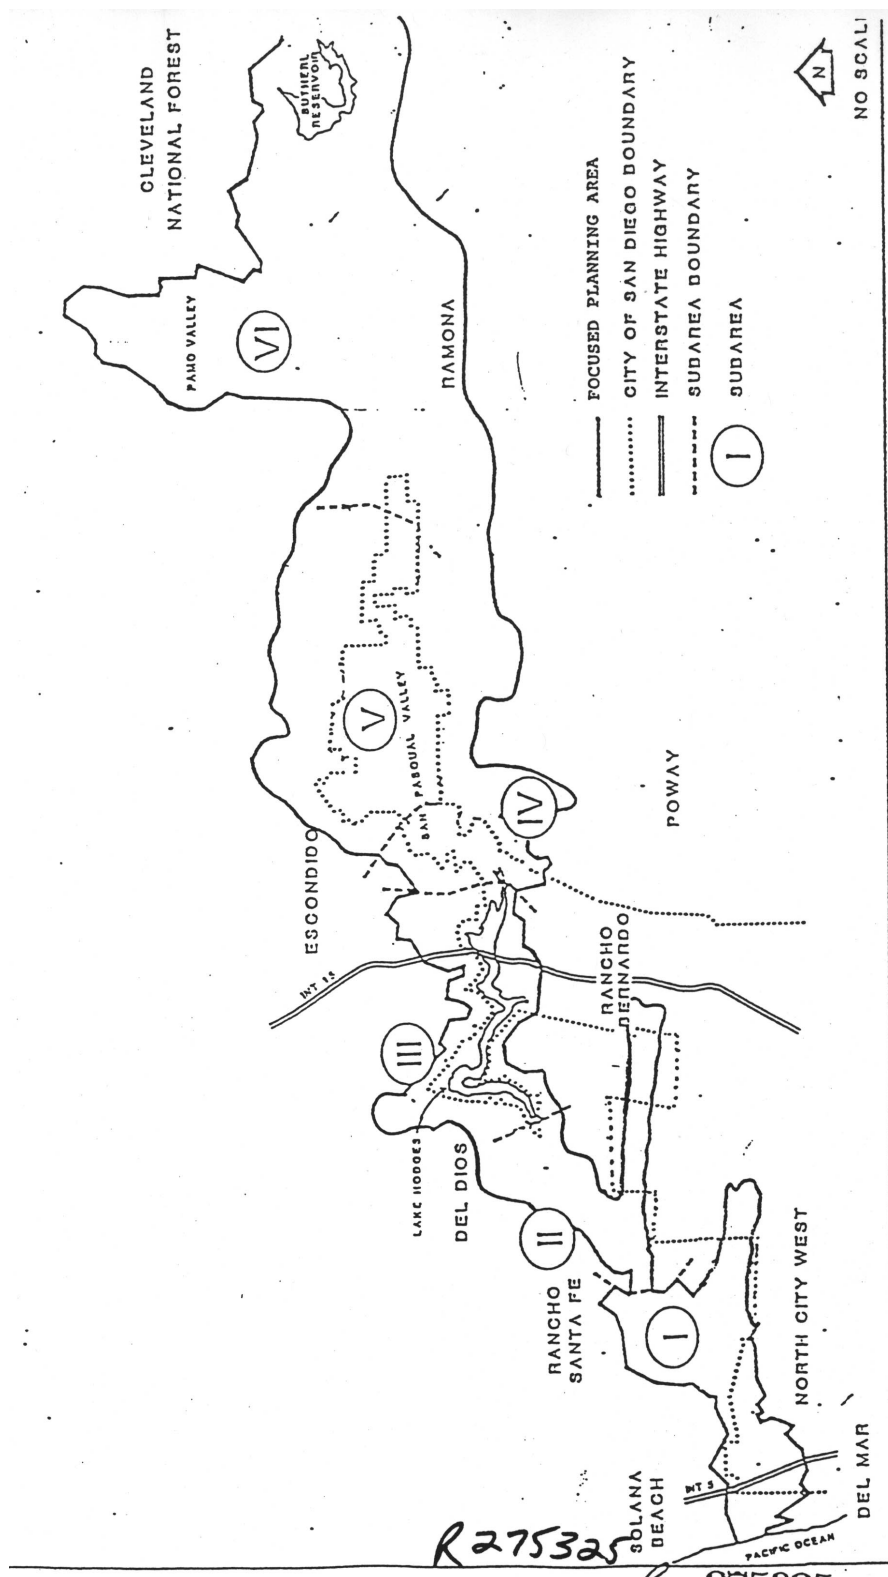 CLEVELAND
NATIONAL FOREST
SUTHERL
RESERVOIR
PAMO VALLEY
VI
RAMONA
N
NO SCAL
FOCUSED PLANNING AREA
CITY OF SAN DIEGO BOUNDARY
INTERSTATE HIGHWAY
SUBAREA BOUNDARY
I
SUBAREA
V
SAN PASQUAL VALLEY
IV
POWAY
ESCONDIDO
INT 15
RANCHO
BERNARDO
III
LAKE HODGES
DEL DIOS
II
RANCHO
SANTA FE
I
NORTH CITY WEST
INT 5
SOLANA
BEACH
DEL MAR
PACIFIC OCEAN
R275325